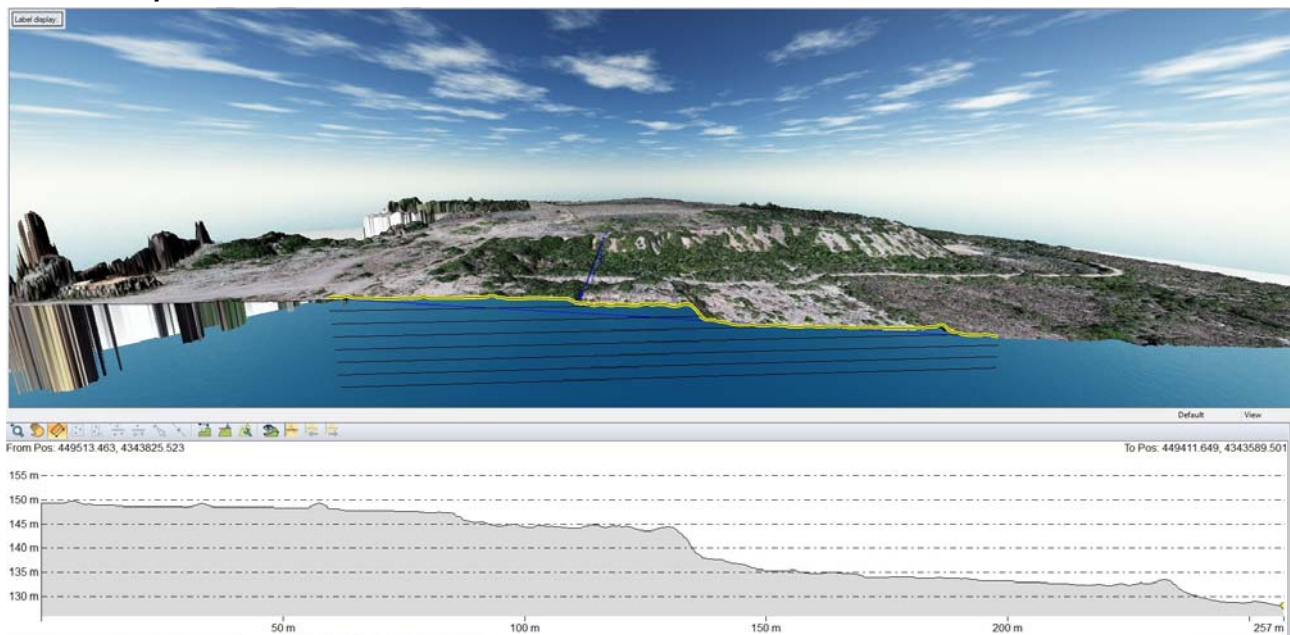 Label display:
Default View
From Pos: 449513.463, 4343825.523 To Pos: 449411.649, 4343589.501
155 m
150 m
145 m
140 m
135 m
130 m
50 m 100 m 150 m 200 m 257 m